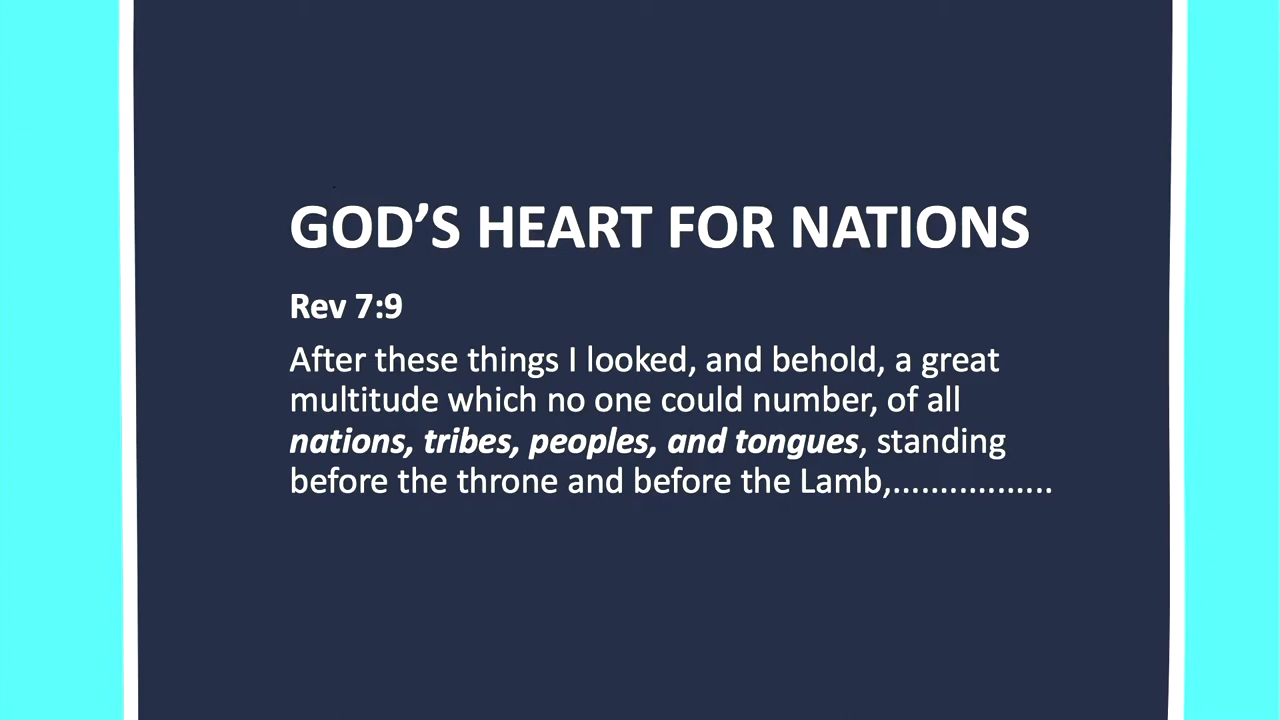 GOD’S HEART FOR NATIONS
Rev 7:9
After these things I looked, and behold, a great
multitude which no one could number, of all
nations, tribes, peoples, and tongues, standing
before the throne and before the Lamb,.................